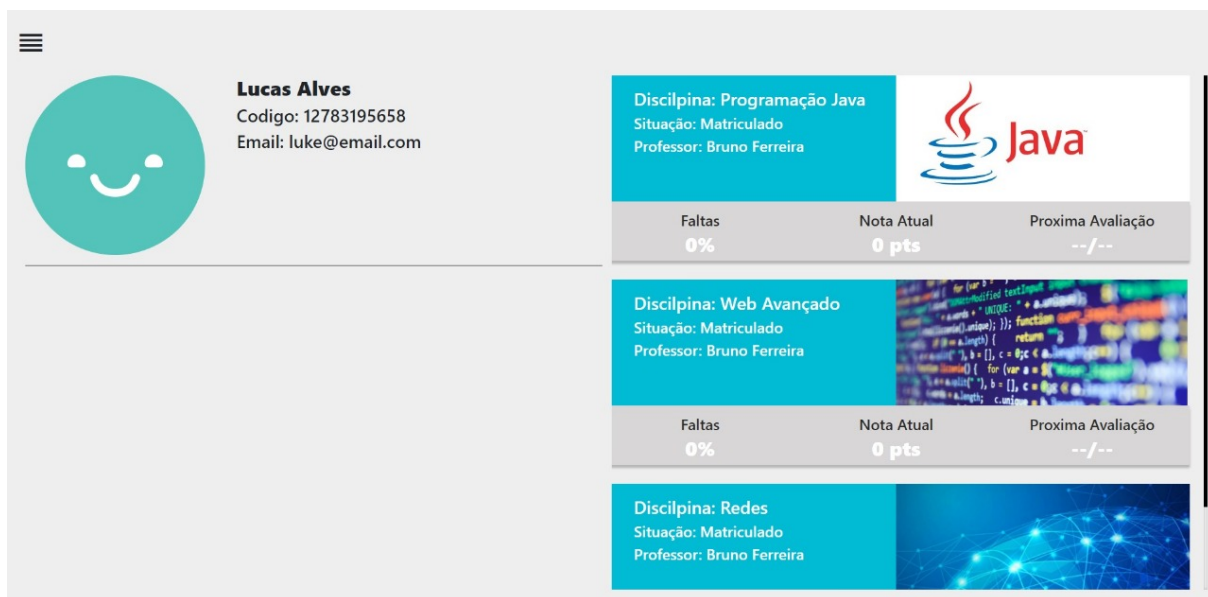 Lucas Alves
Codigo: 12783195658
Email: luke@email.com
Discilpina: Programação Java
Situação: Matriculado
Professor: Bruno Ferreira
Java
Faltas Nota Atual Proxima Avaliação
0% 0 pts --/--
Discilpina: Web Avançado
Situação: Matriculado
Professor: Bruno Ferreira
Faltas Nota Atual Proxima Avaliação
0% 0 pts --/--
Discilpina: Redes
Situação: Matriculado
Professor: Bruno Ferreira